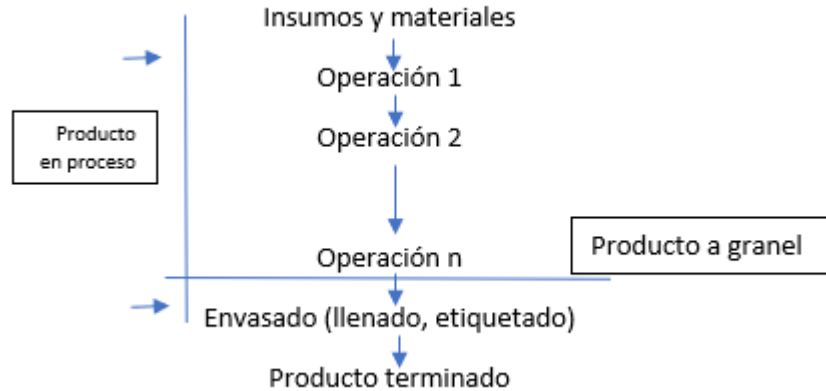 Insumos y materiales
Operación 1
Producto
en proceso
Operación 2
Operación n
Producto a granel
Envasado (llenado, etiquetado)
Producto terminado